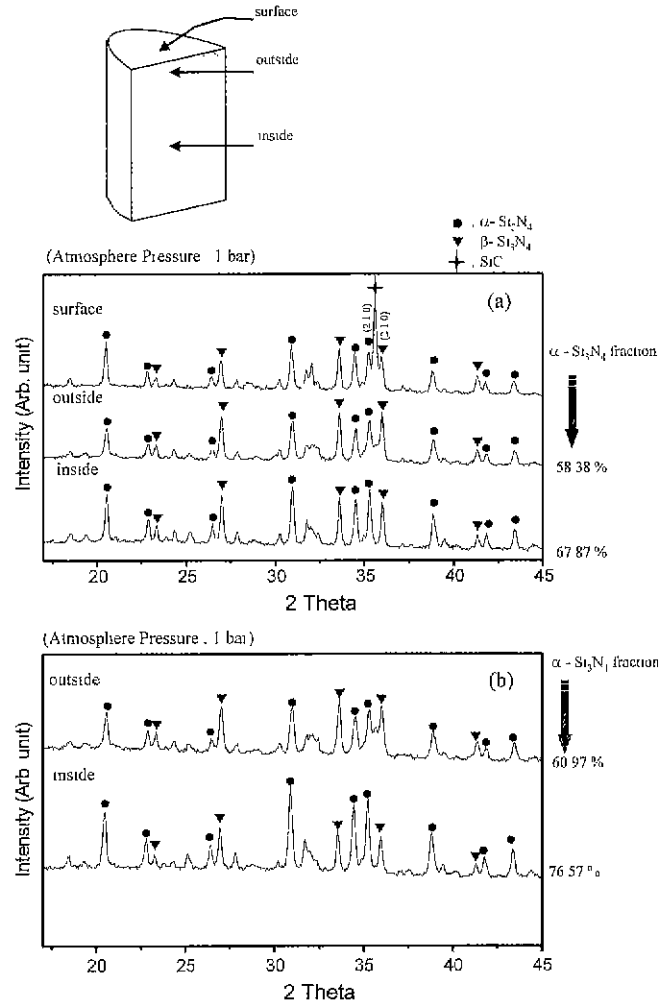 surface
outside
inside
● . α- Si3N4
▼ β- Si3N4
. SiC
(Atmosphere Pressure . 1 bar)
(a)
surface
(2 1 0)
(2 1 0)
α - Si3N4 fraction
outside
58 38 %
inside
67 87 %
Intensity (Arb. unit)
20 25 30 35 40 45
2 Theta
(Atmosphere Pressure . 1 bar)
(b)
α - Si3N4 fraction
outside
60 97 %
inside
76 57 %
Intensity (Arb unit)
20 25 30 35 40 45
2 Theta